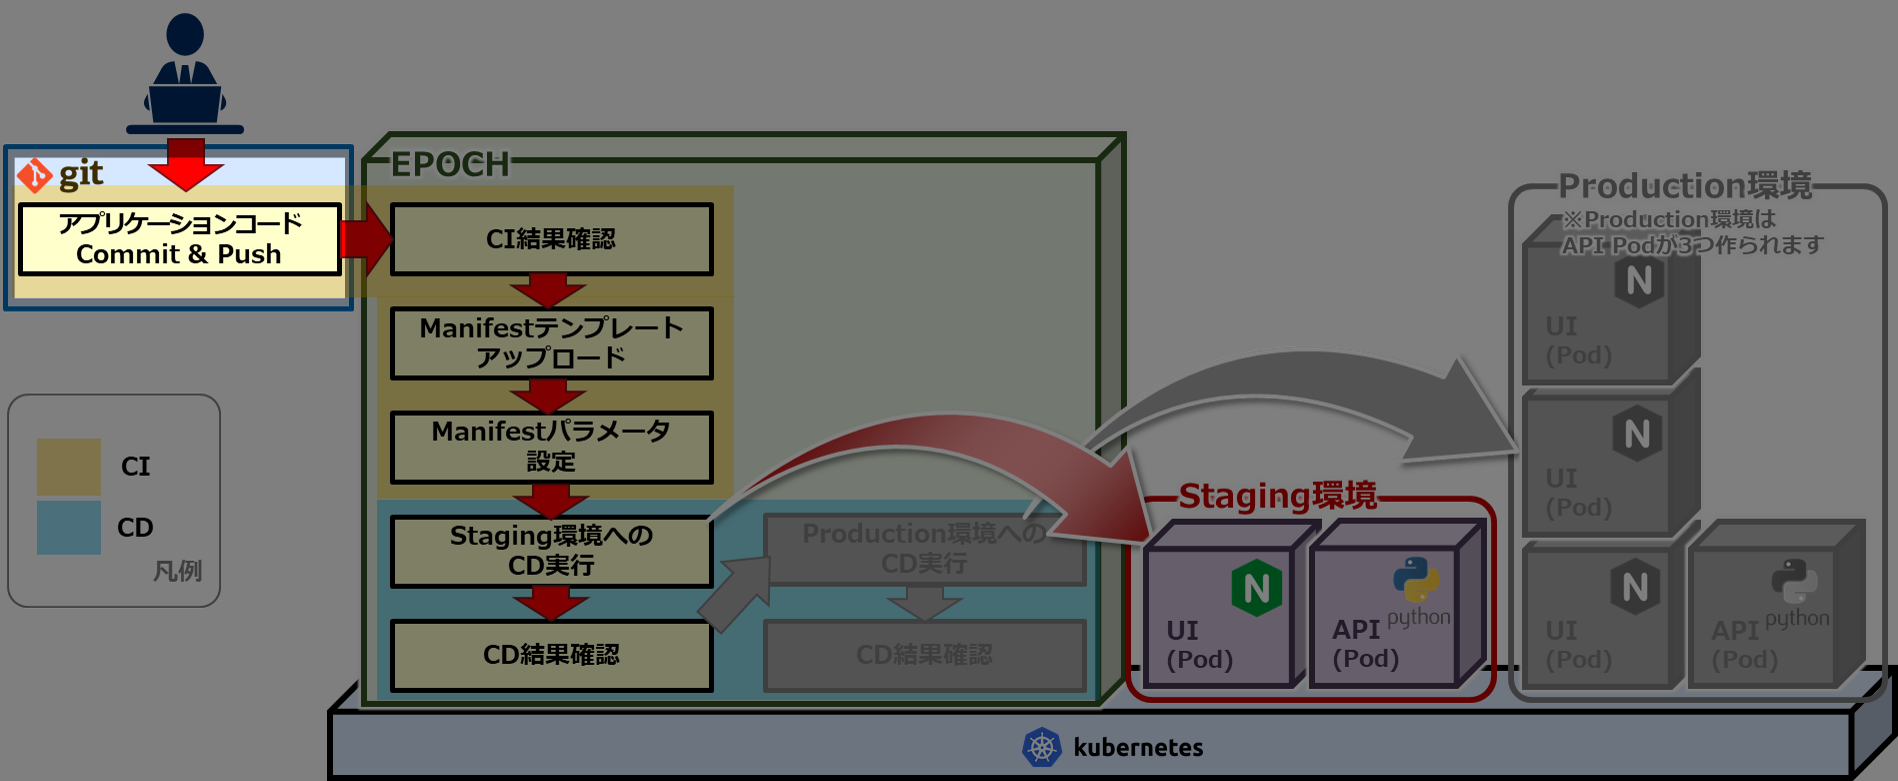 git
アプリケーションコード
Commit & Push
EPOCH
CI結果確認
Manifestテンプレート
アップロード
Manifestパラメータ
設定
Staging環境への
CD実行
CD結果確認
Production環境への
CD実行
CD結果確認
CI
CD
凡例
Staging環境
UI
(Pod)
API
(Pod)
python
Production環境
※Production環境は
API Podが3つ作られます
UI
(Pod)
UI
(Pod)
UI
(Pod)
API
(Pod)
python
kubernetes